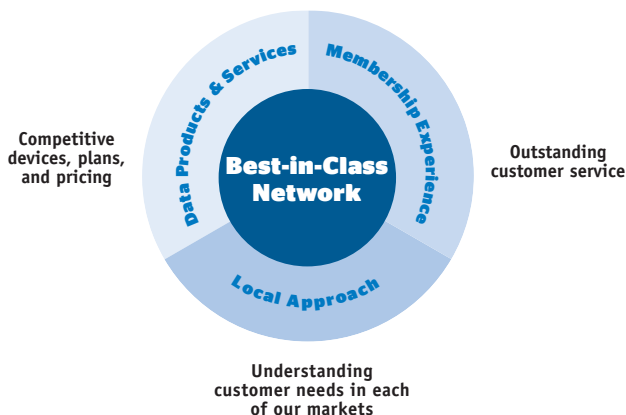 Data Products & Services
Membership Experience
Competitive
devices, plans,
and pricing
Best-in-Class
Network
Outstanding
customer service
Local Approach
Understanding
customer needs in each
of our markets